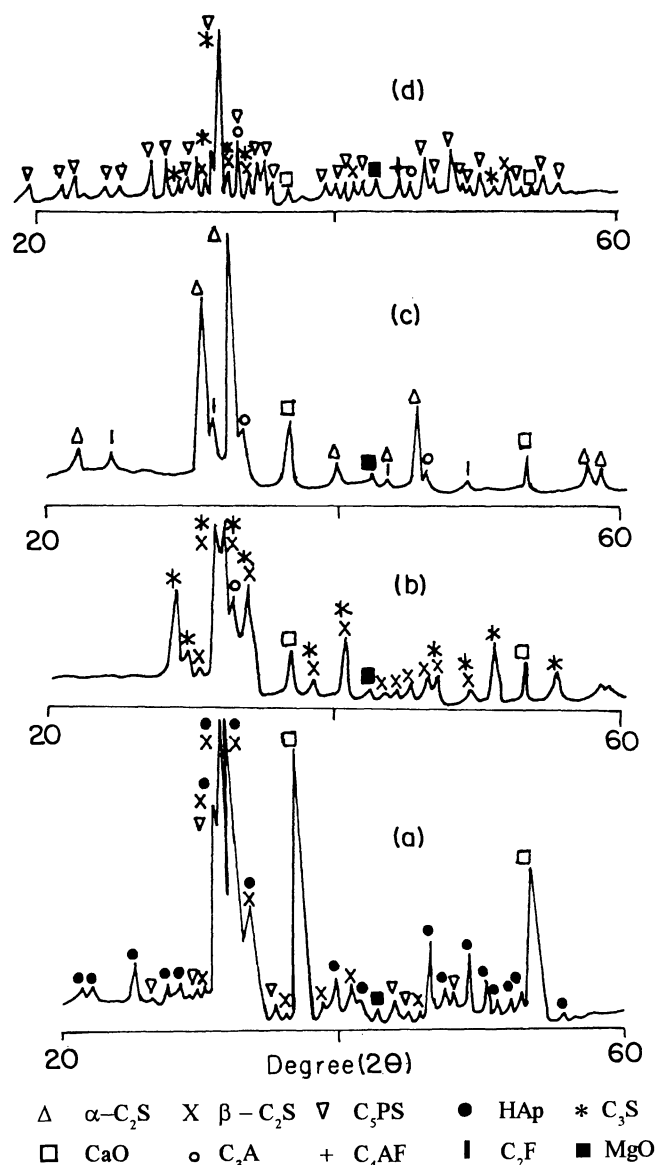 (d)
20 60
(c)
20 60
(b)
20 60
(a)
20 Degree(2θ) 60
Δ α–C₂S X β – C₂S ∇ C₅PS ● HAp * C₃S
□ CaO o C₃A + C₄AF I C₂F ■ MgO